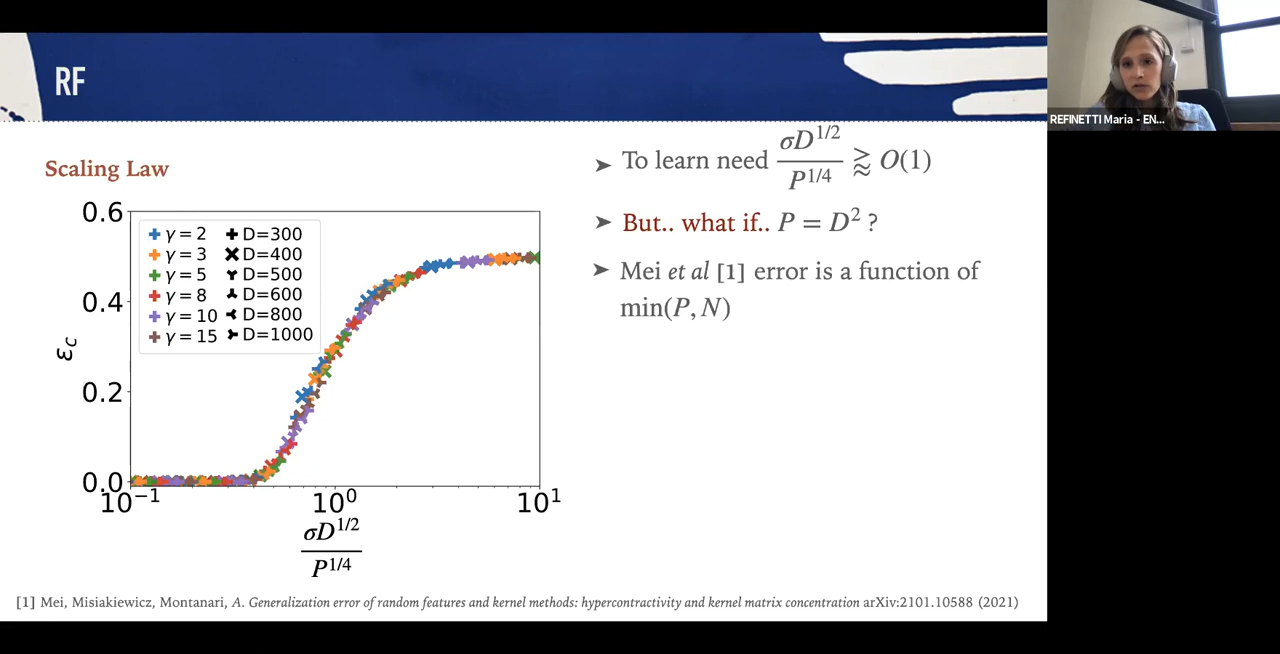 RF
REFINETTI Maria - EN...
Scaling Law
0.6
0.4
0.2
0.0
ε_C
γ = 2
γ = 3
γ = 5
γ = 8
γ = 10
γ = 15
D=300
D=400
D=500
D=600
D=800
D=1000
10^{-1}
10^0
10^1
σD^{1/2}
P^{1/4}
➤ To learn need σD^{1/2} / P^{1/4} ⪆ O(1)
➤ But.. what if.. P = D^2 ?
➤ Mei et al [1] error is a function of
min(P, N)
[1] Mei, Misiakiewicz, Montanari, A. Generalization error of random features and kernel methods: hypercontractivity and kernel matrix concentration arXiv:2101.10588 (2021)